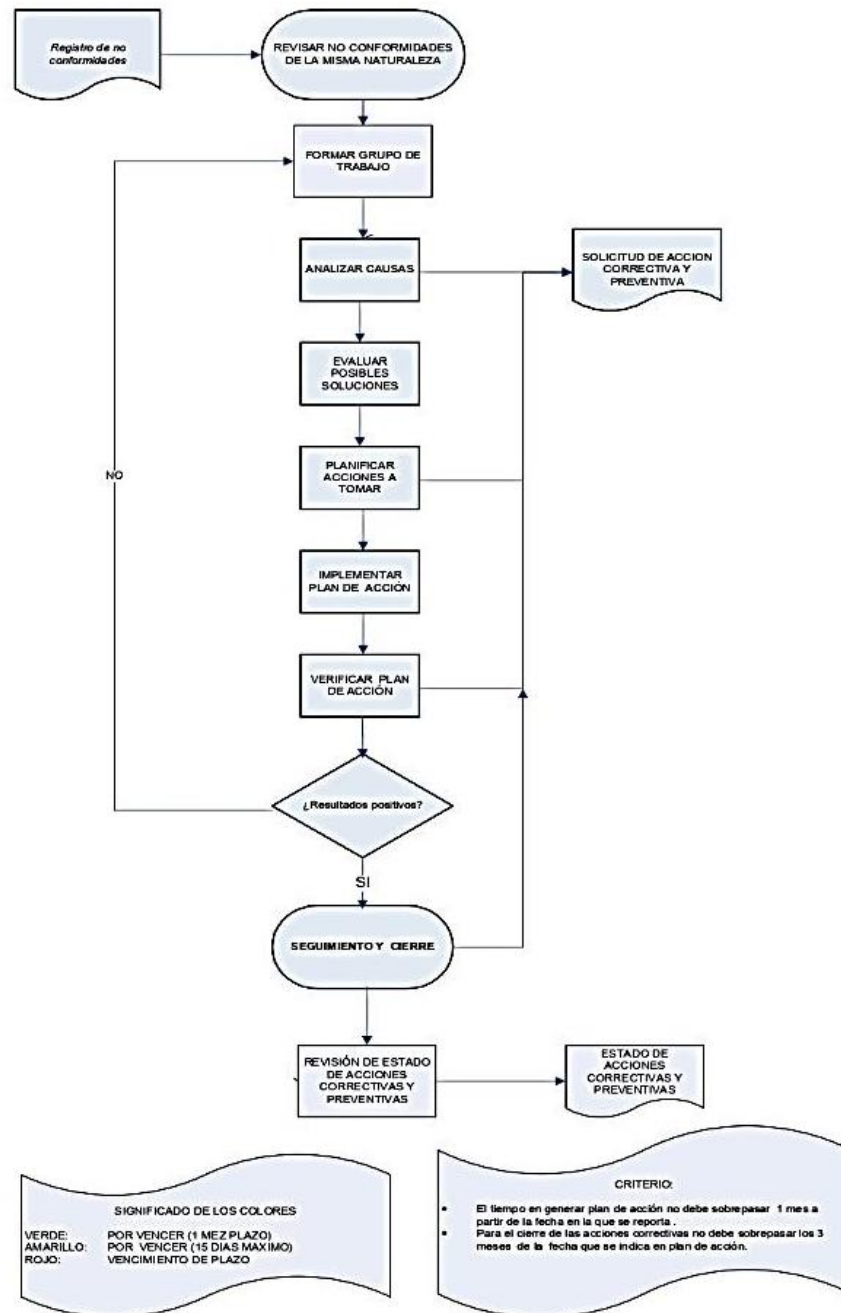 Registro de no
conformidades
REVISAR NO CONFORMIDADES
DE LA MISMA NATURALEZA
FORMAR GRUPO DE
TRABAJO
ANALIZAR CAUSAS
SOLICITUD DE ACCION
CORRECTIVA Y
PREVENTIVA
EVALUAR
POSIBLES
SOLUCIONES
PLANIFICAR
ACCIONES A
TOMAR
NO
IMPLEMENTAR
PLAN DE ACCIÓN
VERIFICAR PLAN
DE ACCIÓN
¿Resultados positivos?
SI
SEGUIMIENTO Y CIERRE
REVISIÓN DE ESTADO
DE ACCIONES
CORRECTIVAS Y
PREVENTIVAS
ESTADO DE
ACCIONES
CORRECTIVAS Y
PREVENTIVAS
SIGNIFICADO DE LOS COLORES
VERDE: POR VENCER (1 MEZ PLAZO)
AMARILLO: POR VENCER (15 DIAS MAXIMO)
ROJO: VENCIMIENTO DE PLAZO
CRITERIO:
• El tiempo en generar plan de acción no debe sobrepasar 1 mes a
partir de la fecha en la que se reporta .
• Para el cierre de las acciones correctivas no debe sobrepasar los 3
meses de la fecha que se indica en plan de acción.